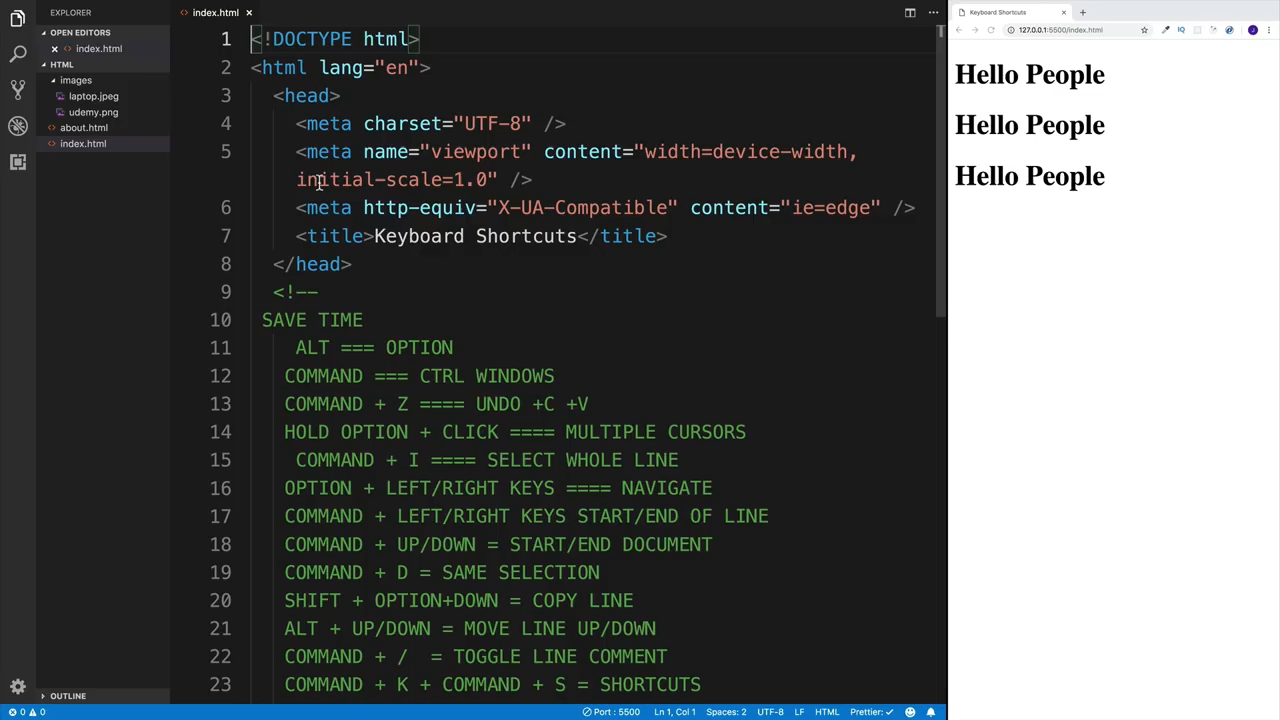 EXPLORER
OPEN EDITORS
index.html
HTML
images
laptop.jpeg
udemy.png
about.html
index.html
OUTLINE
index.html
1 <!DOCTYPE html>
2 <html lang="en">
3 <head>
4 <meta charset="UTF-8" />
5 <meta name="viewport" content="width=device-width,
initial-scale=1.0" />
6 <meta http-equiv="X-UA-Compatible" content="ie=edge" />
7 <title>Keyboard Shortcuts</title>
8 </head>
9 <!--
10 SAVE TIME
11 ALT === OPTION
12 COMMAND === CTRL WINDOWS
13 COMMAND + Z ==== UNDO +C +V
14 HOLD OPTION + CLICK ==== MULTIPLE CURSORS
15 COMMAND + I ==== SELECT WHOLE LINE
16 OPTION + LEFT/RIGHT KEYS ==== NAVIGATE
17 COMMAND + LEFT/RIGHT KEYS START/END OF LINE
18 COMMAND + UP/DOWN = START/END DOCUMENT
19 COMMAND + D = SAME SELECTION
20 SHIFT + OPTION+DOWN = COPY LINE
21 ALT + UP/DOWN = MOVE LINE UP/DOWN
22 COMMAND + / = TOGGLE LINE COMMENT
23 COMMAND + K + COMMAND + S = SHORTCUTS
0 0 Port : 5500 Ln 1, Col 1 Spaces: 2 UTF-8 LF HTML Prettier: ✓
Keyboard Shortcuts
127.0.0.1:5500/index.html
IQ
J
Hello People
Hello People
Hello People